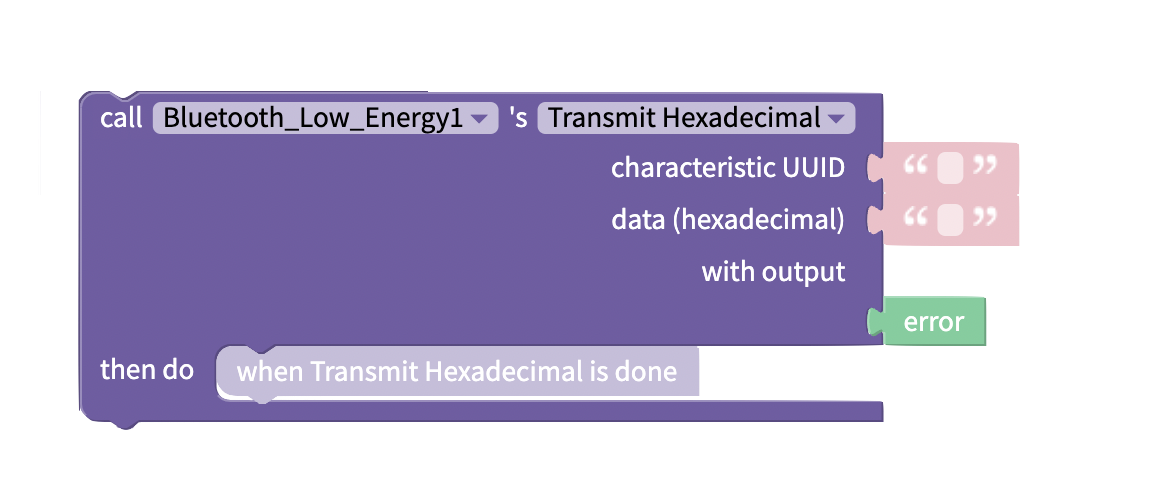 call Bluetooth_Low_Energy1 's Transmit Hexadecimal
characteristic UUID “ ”
data (hexadecimal) “ ”
with output
error
then do when Transmit Hexadecimal is done